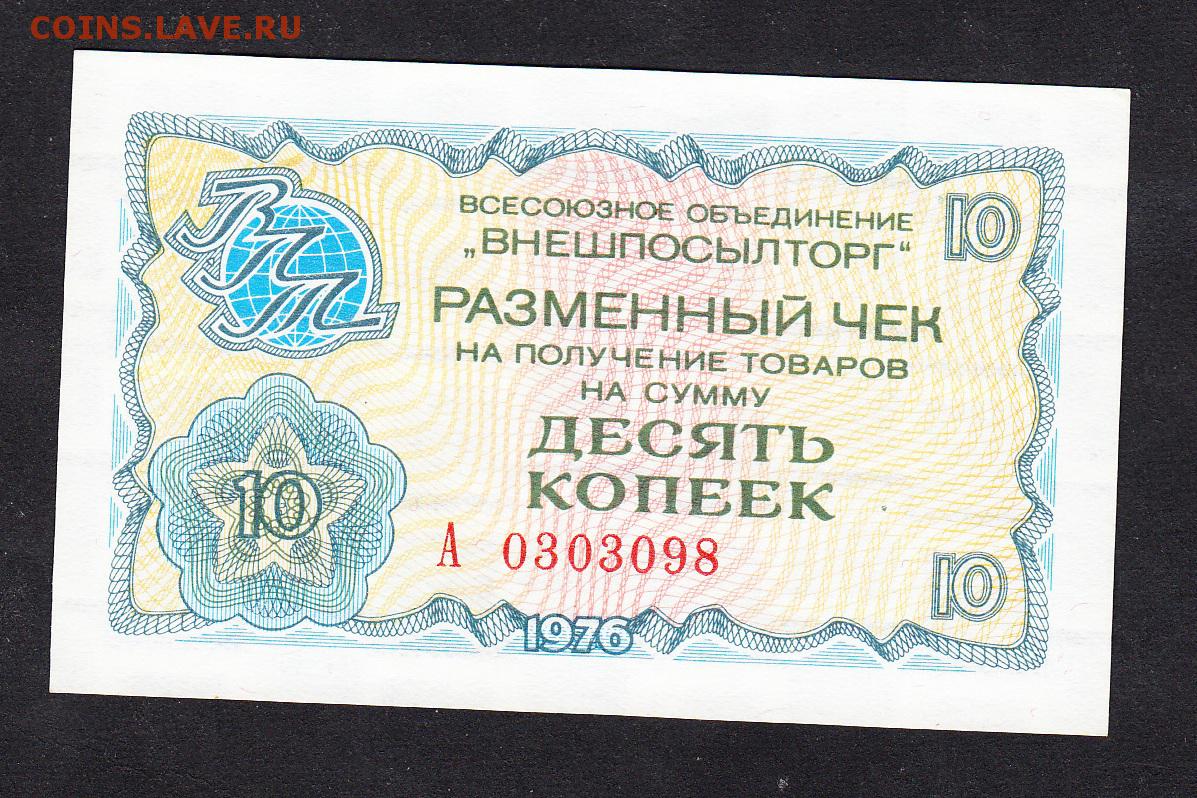 COINS.LAVE.RU
ВПТ
ВСЕСОЮЗНОЕ ОБЪЕДИНЕНИЕ
„ВНЕШПОСЫЛТОРГ“
10
РАЗМЕННЫЙ ЧЕК
НА ПОЛУЧЕНИЕ ТОВАРОВ
НА СУММУ
ДЕСЯТЬ
КОПЕЕК
10
А 0303098
10
1976